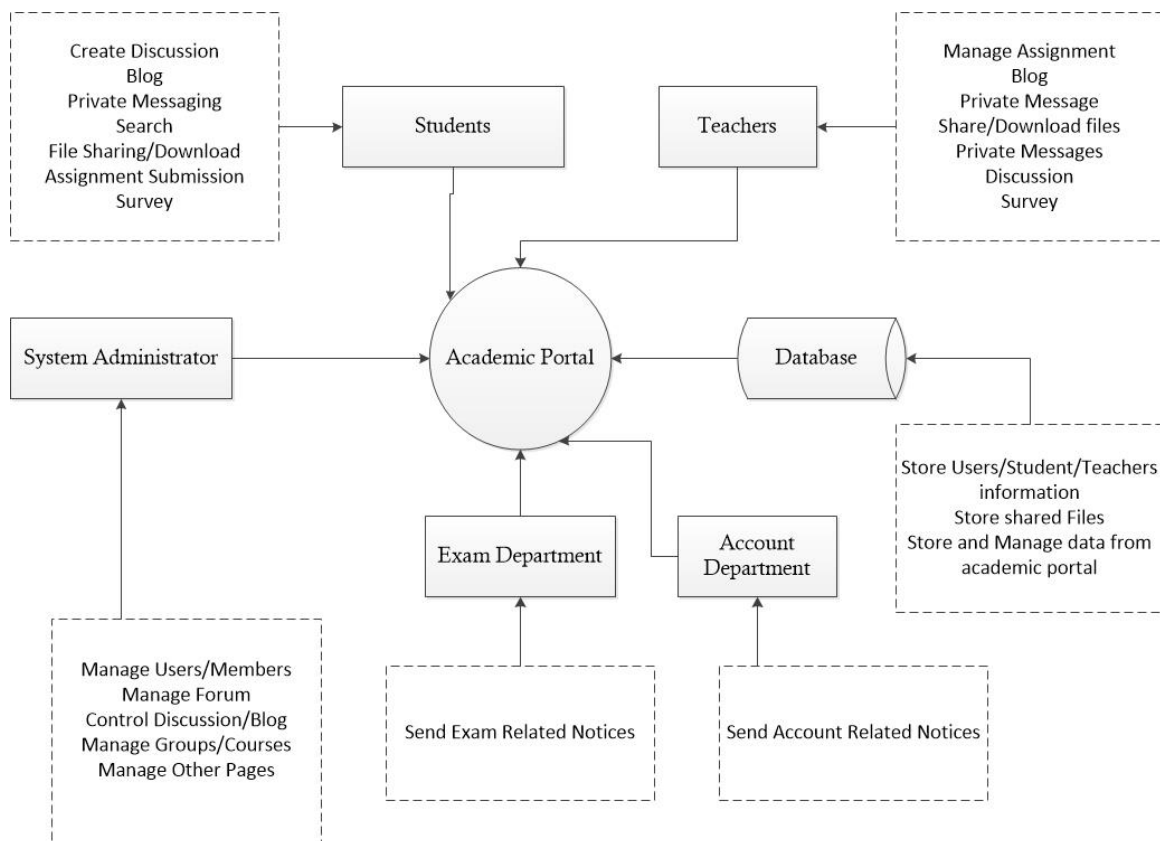 Create Discussion
Blog
Private Messaging
Search
File Sharing/Download
Assignment Submission
Survey
Students
Teachers
Manage Assignment
Blog
Private Message
Share/Download files
Private Messages
Discussion
Survey
System Administrator
Academic Portal
Database
Store Users/Student/Teachers
information
Store shared Files
Store and Manage data from
academic portal
Exam Department
Account
Department
Manage Users/Members
Manage Forum
Control Discussion/Blog
Manage Groups/Courses
Manage Other Pages
Send Exam Related Notices
Send Account Related Notices